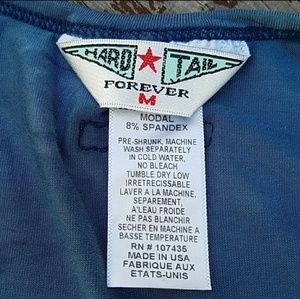 HARD TAIL
FOREVER
M
MODAL
8% SPANDEX
PRE-SHRUNK, MACHINE
WASH SEPARATELY
IN COLD WATER,
NO BLEACH
TUMBLE DRY LOW
IRRETRECISSABLE
LAVER A LA MACHINE,
SEPAREMENT,
A'LEAU FROIDE
NE PAS BLANCHIR
SECHER EN MACHINE A
BASSE TEMPERATURE
RN # 107435
MADE IN USA
FABRIQUE AUX
ETATS-UNIS